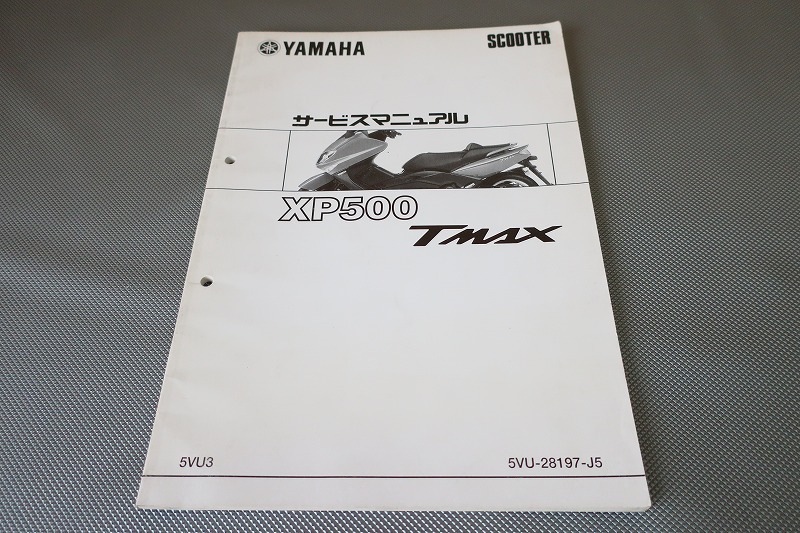 YAMAHA
SCOOTER
サービスマニュアル
XP500
TMAX
5VU3
5VU-28197-J5